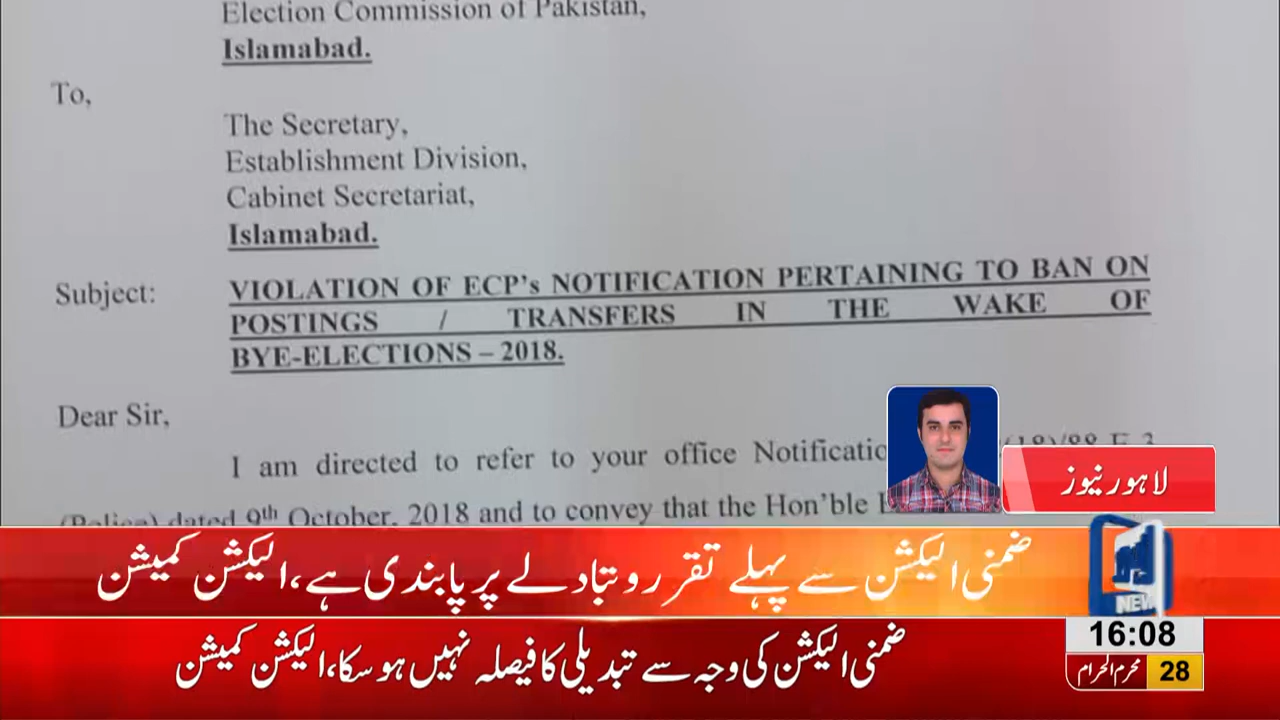 Election Commission of Pakistan,
Islamabad.
To,
The Secretary,
Establishment Division,
Cabinet Secretariat,
Islamabad.
Subject: VIOLATION OF ECP's NOTIFICATION PERTAINING TO BAN ON
POSTINGS / TRANSFERS IN THE WAKE OF
BYE-ELECTIONS – 2018.
Dear Sir,
I am directed to refer to your office
(Police) dated 9th October, 2018 and to convey that the Hon'ble
لاہور نیوز
ضمنی الیکشن سے پہلے تقرر و تبادلے پر پابندی ہے، الیکشن کمیشن
NEW
ضمنی الیکشن کی وجہ سے تبدیلی کا فیصلہ نہیں ہو سکا، الیکشن کمیشن
16:08
28 محرم الحرام